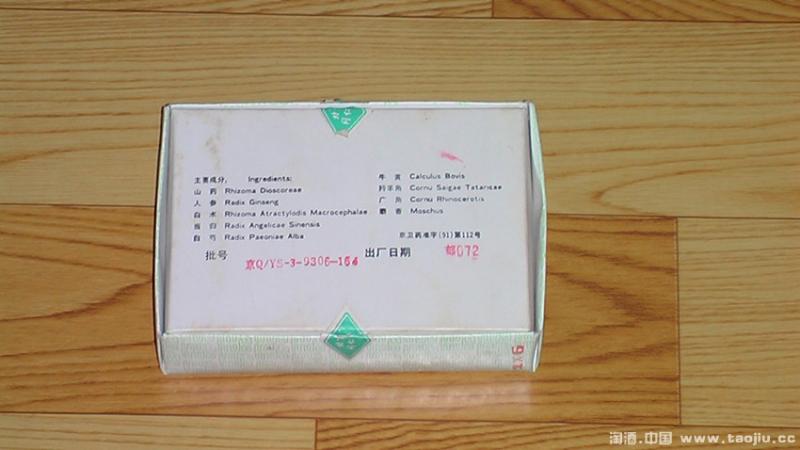 主要成分, Ingredients:
山 药 Rhizoma Dioscoreae
人 参 Radix Ginseng
白 术 Rhizoma Atractylodis Macrocephalae
当 归 Radix Angelicae Sinensis
白 芍 Radix Paeoniae Alba
牛 黄 Calculus Bovis
羚羊角 Cornu Saigae Tataricae
广 角 Cornu Rhinocerotis
麝 香 Moschus
京卫药准字(91)第112号
批号 京Q/YS-3-9306-164 出厂日期 072
1X6
淘酒.中国 www.taojiu.cc